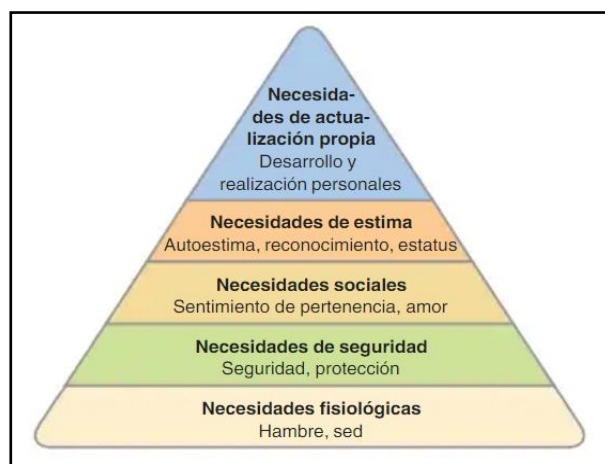 Necesida-
des de actua-
lización propia
Desarrollo y
realización personales
Necesidades de estima
Autoestima, reconocimiento, estatus
Necesidades sociales
Sentimiento de pertenencia, amor
Necesidades de seguridad
Seguridad, protección
Necesidades fisiológicas
Hambre, sed